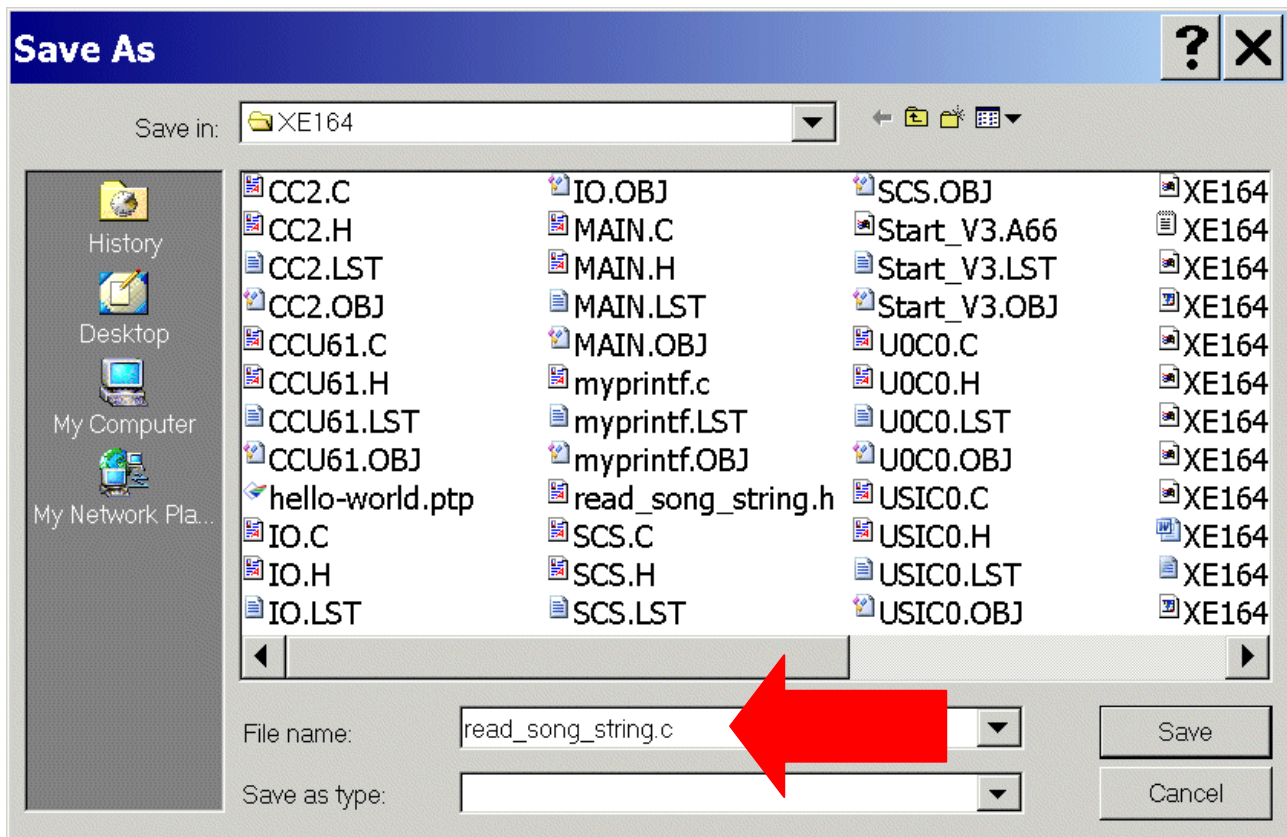 Save As
Save in:
XE164
History
Desktop
My Computer
My Network Pla...
CC2.C
CC2.H
CC2.LST
CC2.OBJ
CCU61.C
CCU61.H
CCU61.LST
CCU61.OBJ
hello-world.ptp
IO.C
IO.H
IO.LST
IO.OBJ
MAIN.C
MAIN.H
MAIN.LST
MAIN.OBJ
myprintf.c
myprintf.LST
myprintf.OBJ
read_song_string.h
SCS.C
SCS.H
SCS.LST
SCS.OBJ
Start_V3.A66
Start_V3.LST
Start_V3.OBJ
U0C0.C
U0C0.H
U0C0.LST
U0C0.OBJ
USIC0.C
USIC0.H
USIC0.LST
USIC0.OBJ
XE164
XE164
XE164
XE164
XE164
XE164
XE164
XE164
XE164
XE164
XE164
XE164
File name:
read_song_string.c
Save
Save as type:
Cancel